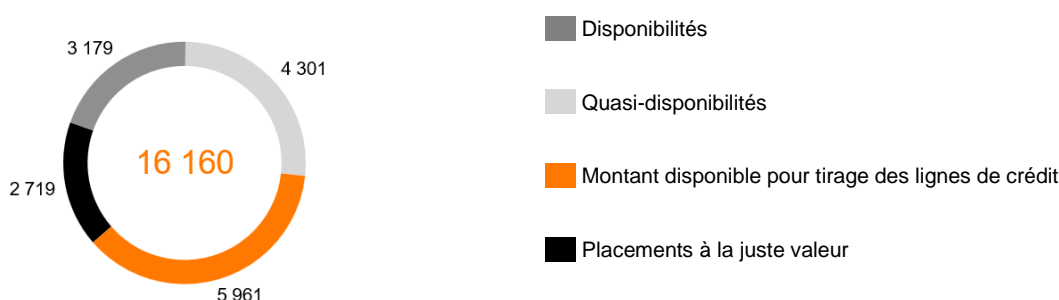 3 179
4 301
16 160
2 719
5 961
Disponibilités
Quasi-disponibilités
Montant disponible pour tirage des lignes de crédit
Placements à la juste valeur